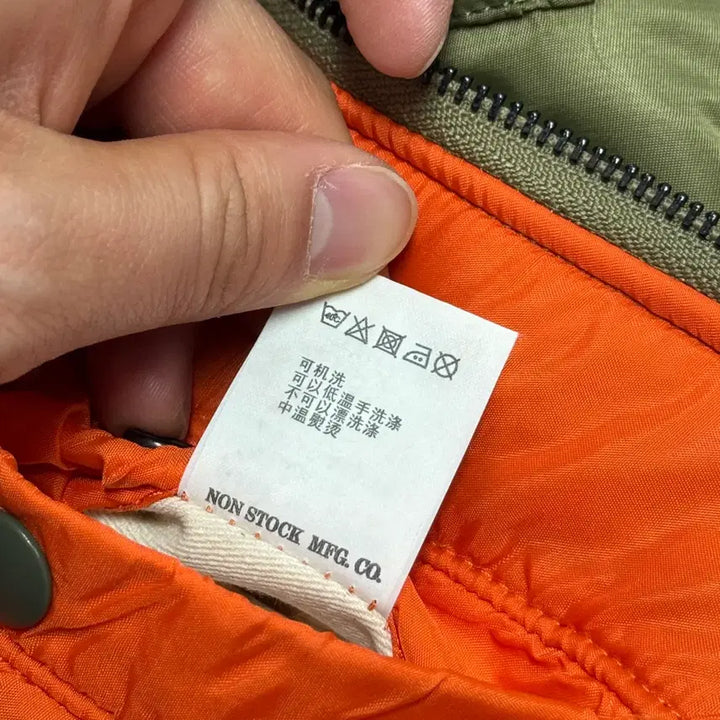 40℃
可机洗
可以低温手洗涤
不可以漂洗涤
中温熨烫
NON STOCK MFG. CO.